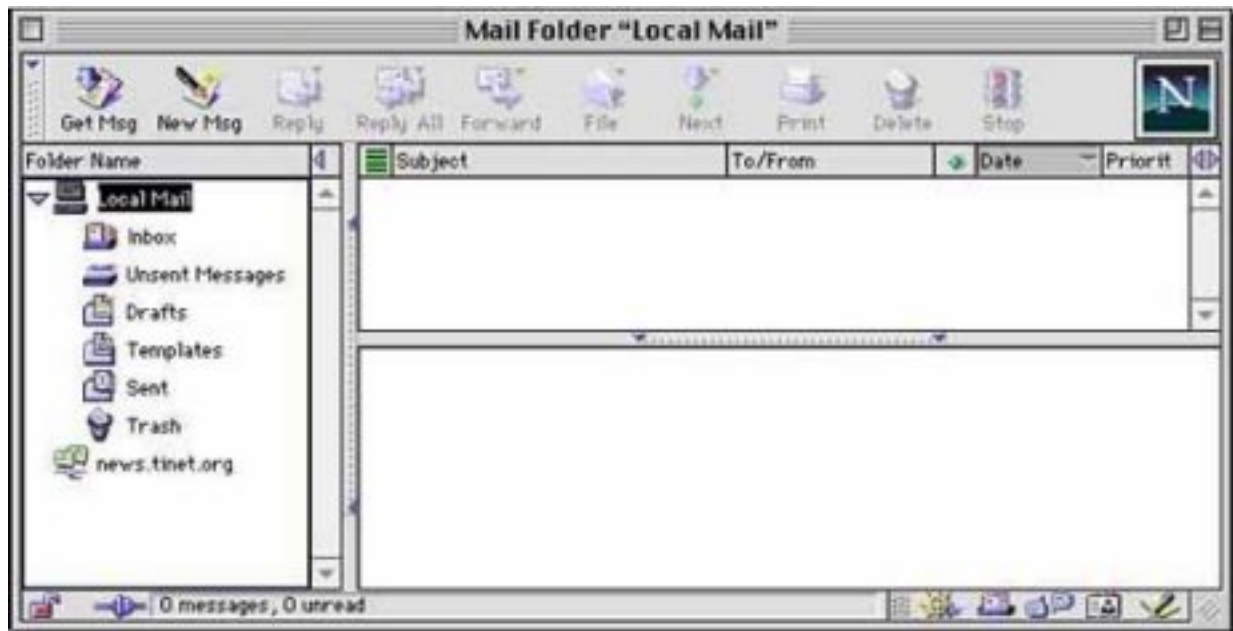 Mail Folder “Local Mail”
Get Msg New Msg Reply Reply All Forward File Next Print Delete Stop N
Folder Name Subject To/From Date Priorit
Local Mail
Inbox
Unsent Messages
Drafts
Templates
Sent
Trash
news.tinet.org
0 messages, 0 unread